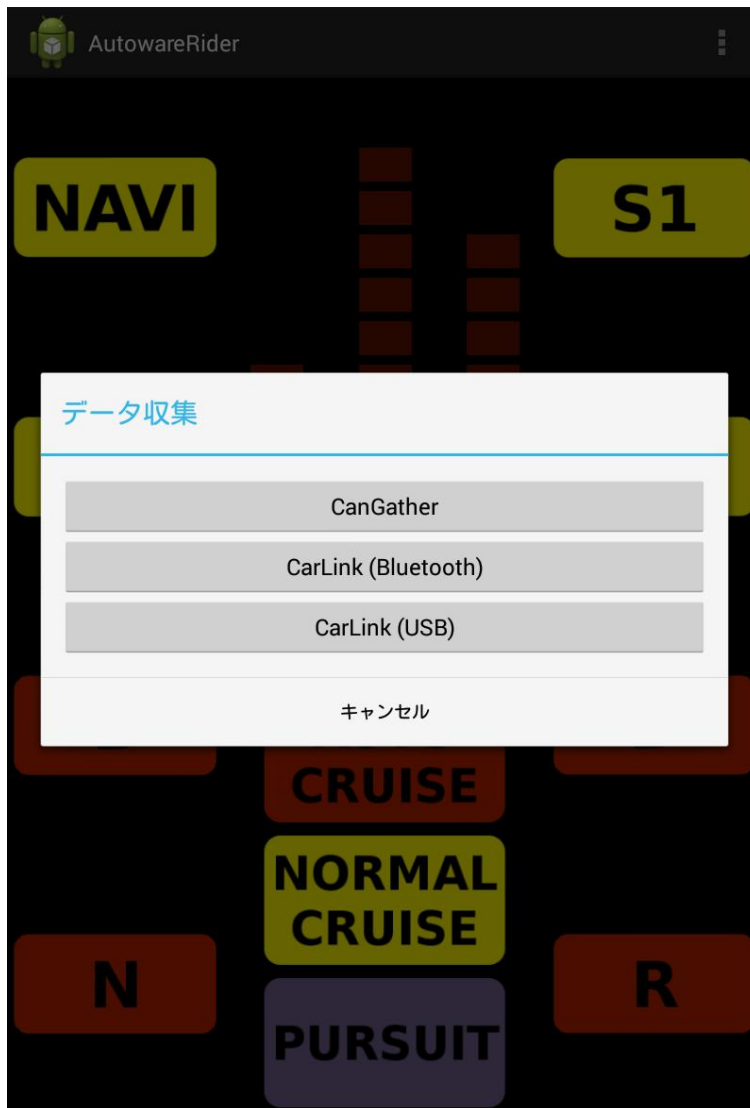 AutowareRider
NAVI
S1
データ収集
CanGather
CarLink (Bluetooth)
CarLink (USB)
キャンセル
CRUISE
NORMAL
CRUISE
N
R
PURSUIT